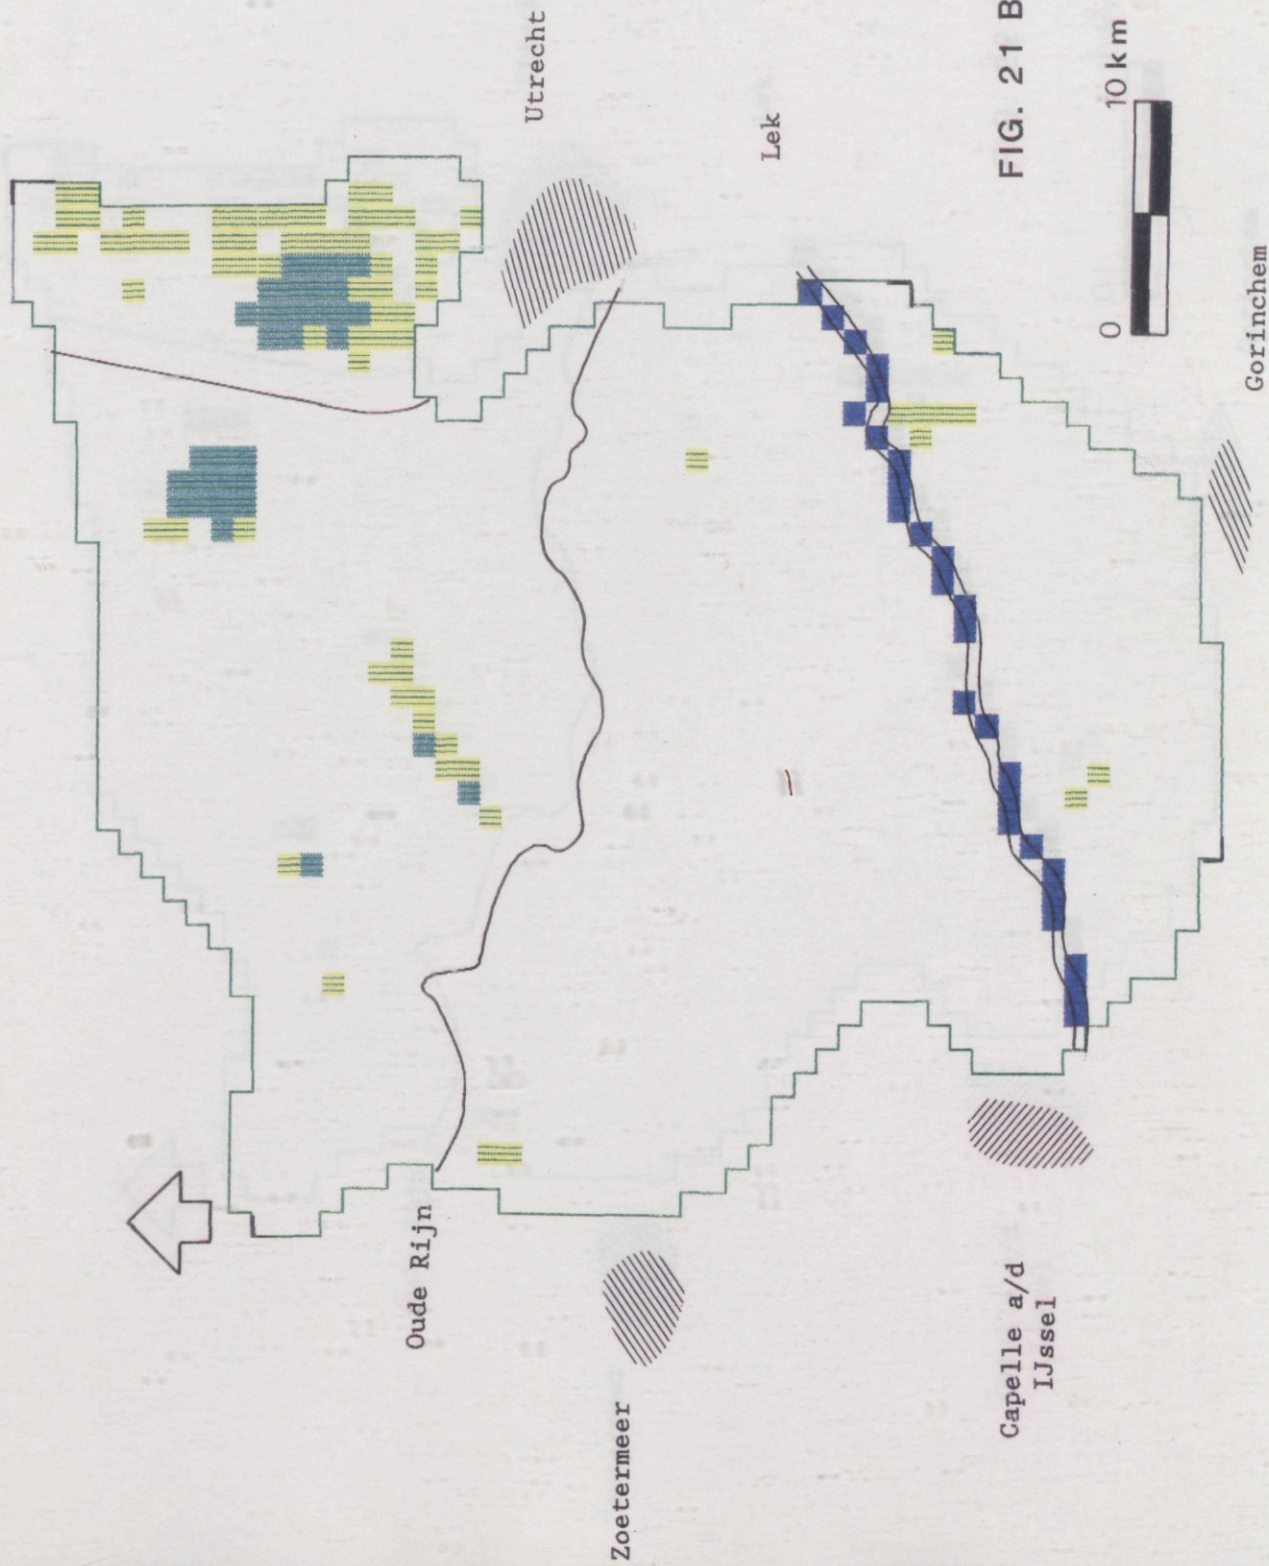 Utrecht
Oude Rijn
Lek
Zoetermeer
Capelle a/d
IJssel
FIG. 21 B
0 10 km
Gorinchem